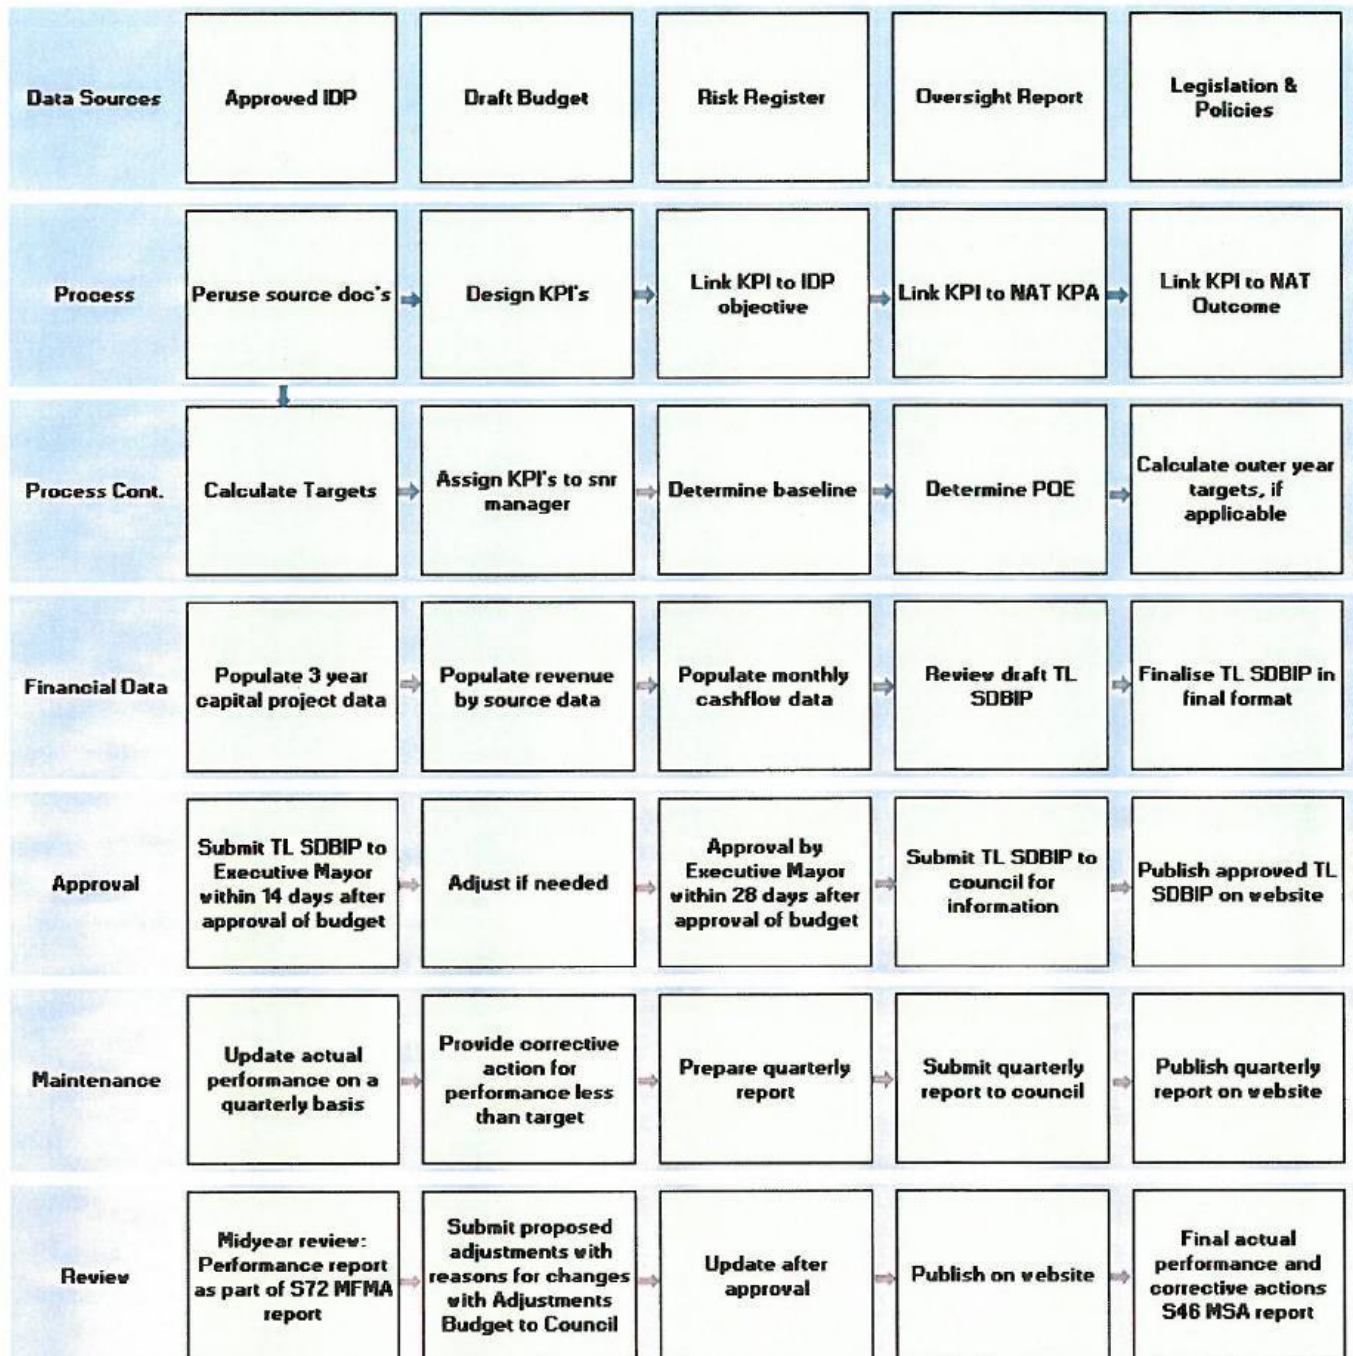 Data Sources
Approved IDP
Draft Budget
Risk Register
Oversight Report
Legislation &
Policies
Process
Peruse source doc's
Design KPI's
Link KPI to IDP
objective
Link KPI to NAT KPA
Link KPI to NAT
Outcome
Process Cont.
Calculate Targets
Assign KPI's to snr
manager
Determine baseline
Determine POE
Calculate outer year
targets, if
applicable
Financial Data
Populate 3 year
capital project data
Populate revenue
by source data
Populate monthly
cashflow data
Review draft TL
SDBIP
Finalise TL SDBIP in
final format
Approval
Submit TL SDBIP to
Executive Mayor
within 14 days after
approval of budget
Adjust if needed
Approval by
Executive Mayor
within 28 days after
approval of budget
Submit TL SDBIP to
council for
information
Publish approved TL
SDBIP on website
Maintenance
Update actual
performance on a
quarterly basis
Provide corrective
action for
performance less
than target
Prepare quarterly
report
Submit quarterly
report to council
Publish quarterly
report on website
Review
Midyear review:
Performance report
as part of S72 MFMA
report
Submit proposed
adjustments with
reasons for changes
with Adjustments
Budget to Council
Update after
approval
Publish on website
Final actual
performance and
corrective actions
S46 MSA report